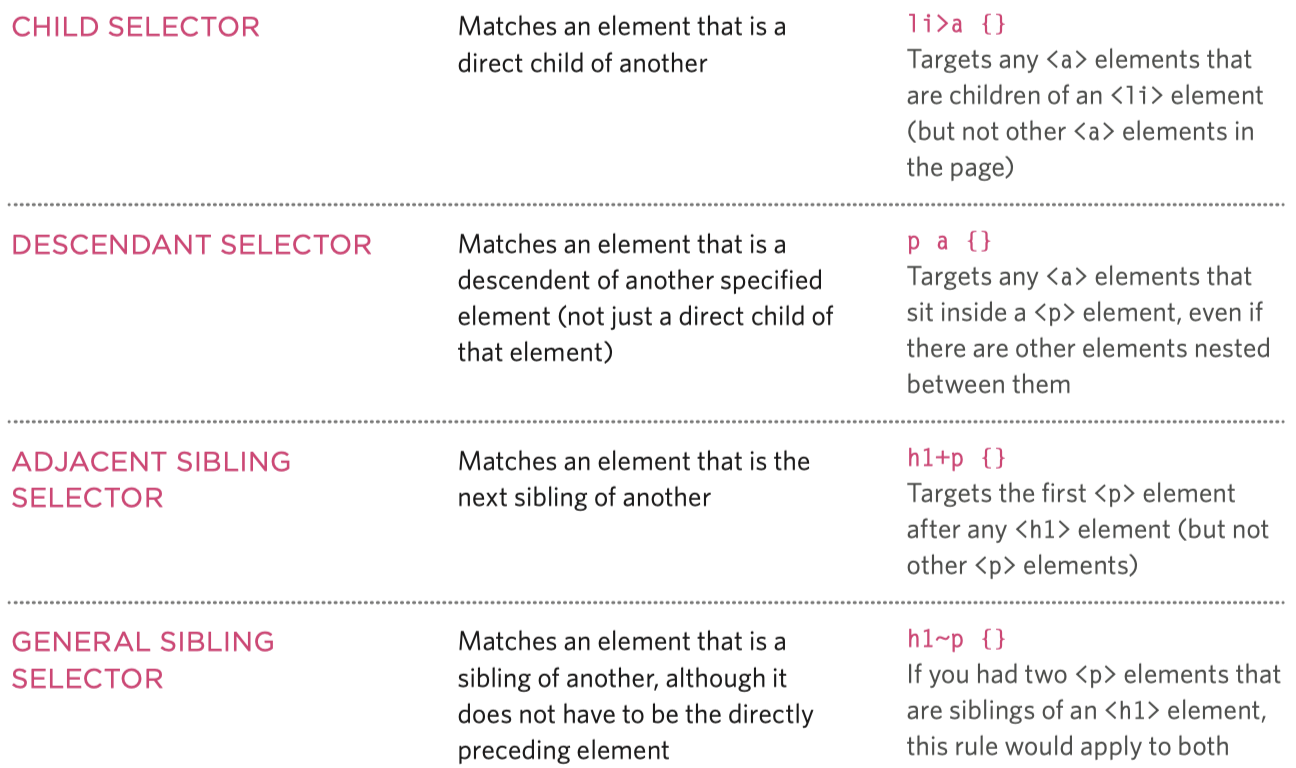 CHILD SELECTOR
Matches an element that is a
direct child of another
li>a {}
Targets any <a> elements that
are children of an <li> element
(but not other <a> elements in
the page)
DESCENDANT SELECTOR
Matches an element that is a
descendent of another specified
element (not just a direct child of
that element)
p a {}
Targets any <a> elements that
sit inside a <p> element, even if
there are other elements nested
between them
ADJACENT SIBLING
SELECTOR
Matches an element that is the
next sibling of another
h1+p {}
Targets the first <p> element
after any <h1> element (but not
other <p> elements)
GENERAL SIBLING
SELECTOR
Matches an element that is a
sibling of another, although it
does not have to be the directly
preceding element
h1~p {}
If you had two <p> elements that
are siblings of an <h1> element,
this rule would apply to both